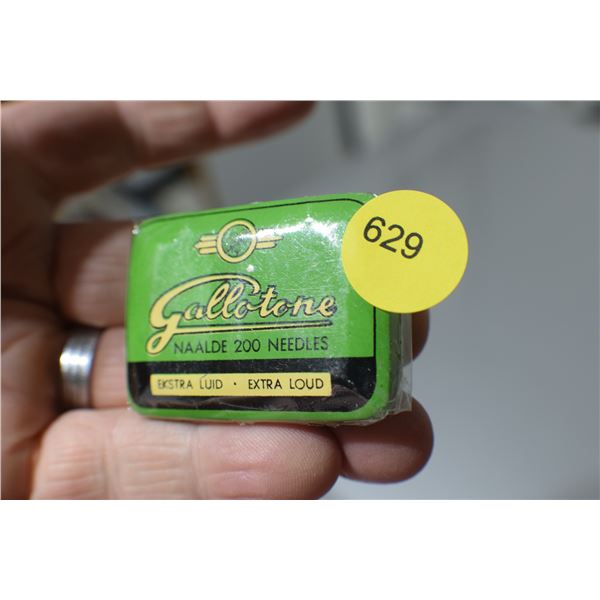 629
Gallotone
NAALDE 200 NEEDLES
EKSTRA LUID · EXTRA LOUD